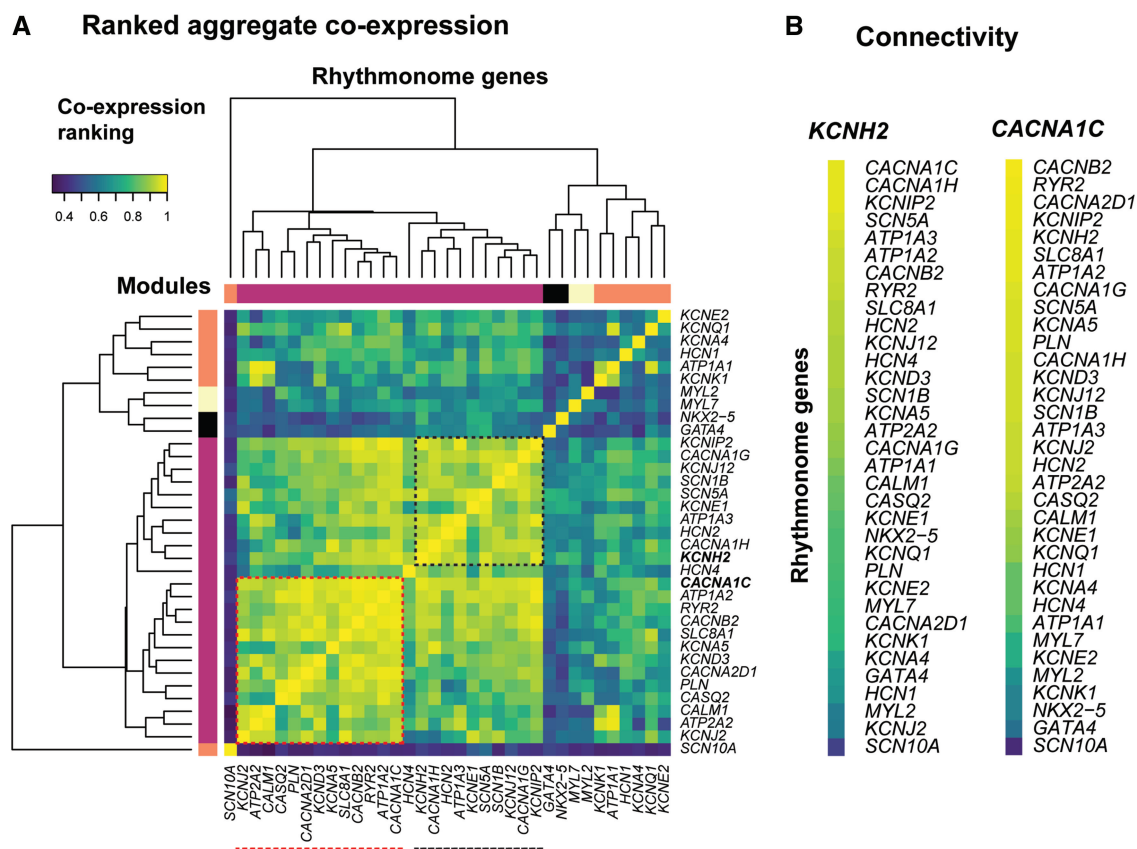 A Ranked aggregate co-expression
Rhythmonome genes
Co-expression
ranking
0.4 0.6 0.8 1
Modules
KCNE2
KCNQ1
KCNA4
HCN1
ATP1A1
KCNK1
MYL2
MYL7
NKX2-5
GATA4
KCNIP2
CACNA1G
KCNJ12
SCN1B
SCN5A
KCNE1
ATP1A3
HCN2
CACNA1H
KCNH2
HCN4
CACNA1C
ATP1A2
RYR2
CACNB2
SLC8A1
KCNA5
KCND3
CACNA2D1
PLN
CASQ2
CALM1
ATP2A2
KCNJ2
SCN10A
SCN10A
KCNJ2
ATP2A2
CALM1
CASQ2
PLN
CACNA2D1
KCND3
KCNA5
SLC8A1
CACNB2
RYR2
ATP1A2
CACNA1C
HCN4
KCNH2
CACNA1H
HCN2
ATP1A3
KCNE1
SCN5A
SCN1B
KCNJ12
CACNA1G
KCNIP2
GATA4
NKX2-5
MYL7
MYL2
KCNK1
ATP1A1
HCN1
KCNA4
KCNQ1
KCNE2
B Connectivity
Rhythmonome genes
KCNH2
CACNA1C
CACNA1H
KCNIP2
SCN5A
ATP1A3
ATP1A2
CACNB2
RYR2
SLC8A1
HCN2
KCNJ12
HCN4
KCND3
SCN1B
KCNA5
ATP2A2
CACNA1G
ATP1A1
CALM1
CASQ2
KCNE1
NKX2-5
KCNQ1
PLN
KCNE2
MYL7
CACNA2D1
KCNK1
KCNA4
GATA4
HCN1
MYL2
KCNJ2
SCN10A
CACNA1C
CACNB2
RYR2
CACNA2D1
KCNIP2
KCNH2
SLC8A1
ATP1A2
CACNA1G
SCN5A
KCNA5
PLN
CACNA1H
KCND3
KCNJ12
SCN1B
ATP1A3
KCNJ2
HCN2
ATP2A2
CASQ2
CALM1
KCNE1
KCNQ1
HCN1
KCNA4
HCN4
ATP1A1
MYL7
KCNE2
MYL2
KCNK1
NKX2-5
GATA4
SCN10A